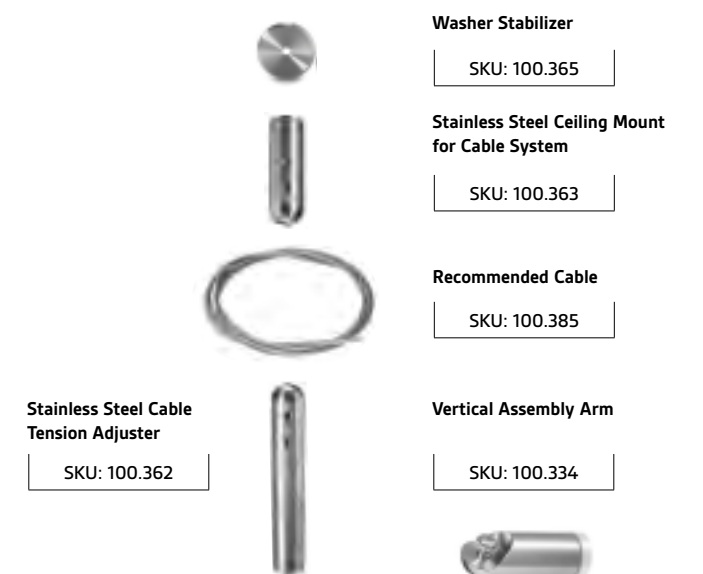 Washer Stabilizer
SKU: 100.365
Stainless Steel Ceiling Mount
for Cable System
SKU: 100.363
Recommended Cable
SKU: 100.385
Stainless Steel Cable
Tension Adjuster
SKU: 100.362
Vertical Assembly Arm
SKU: 100.334